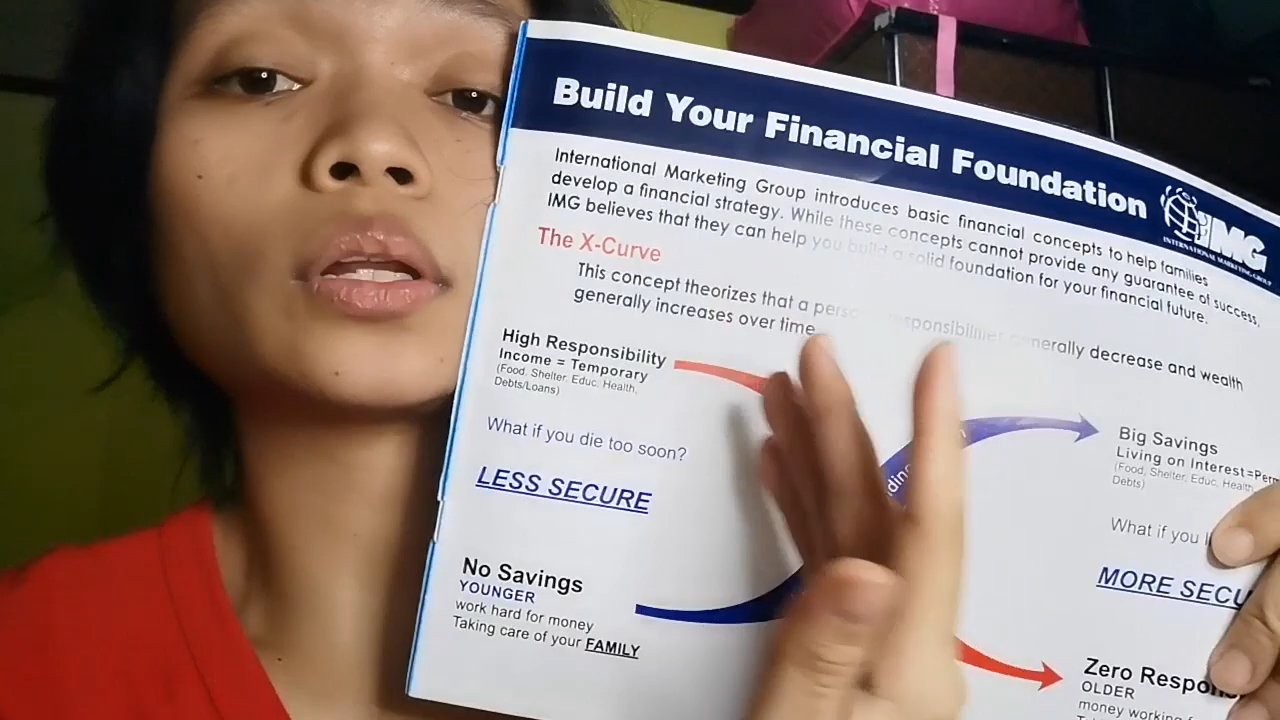 Build Your Financial Foundation
IMG
INTERNATIONAL MARKETING GROUP
International Marketing Group introduces basic financial concepts to help families
develop a financial strategy. While these concepts cannot provide any guarantee of success,
IMG believes that they can help you build a solid foundation for your financial future.
The X-Curve
This concept theorizes that a generally decrease and wealth
generally increases over time
High Responsibility
Income = Temporary
(Food, Shelter, Educ. Health,
Debts/Loans)
What if you die too soon?
LESS SECURE
No Savings
YOUNGER
work hard for money
Taking care of your FAMILY
Big Savings
Living on Interest=
(Food, Shelter, Educ, Health,
Debts)
What if you
MORE
Zero
OLDER
money working